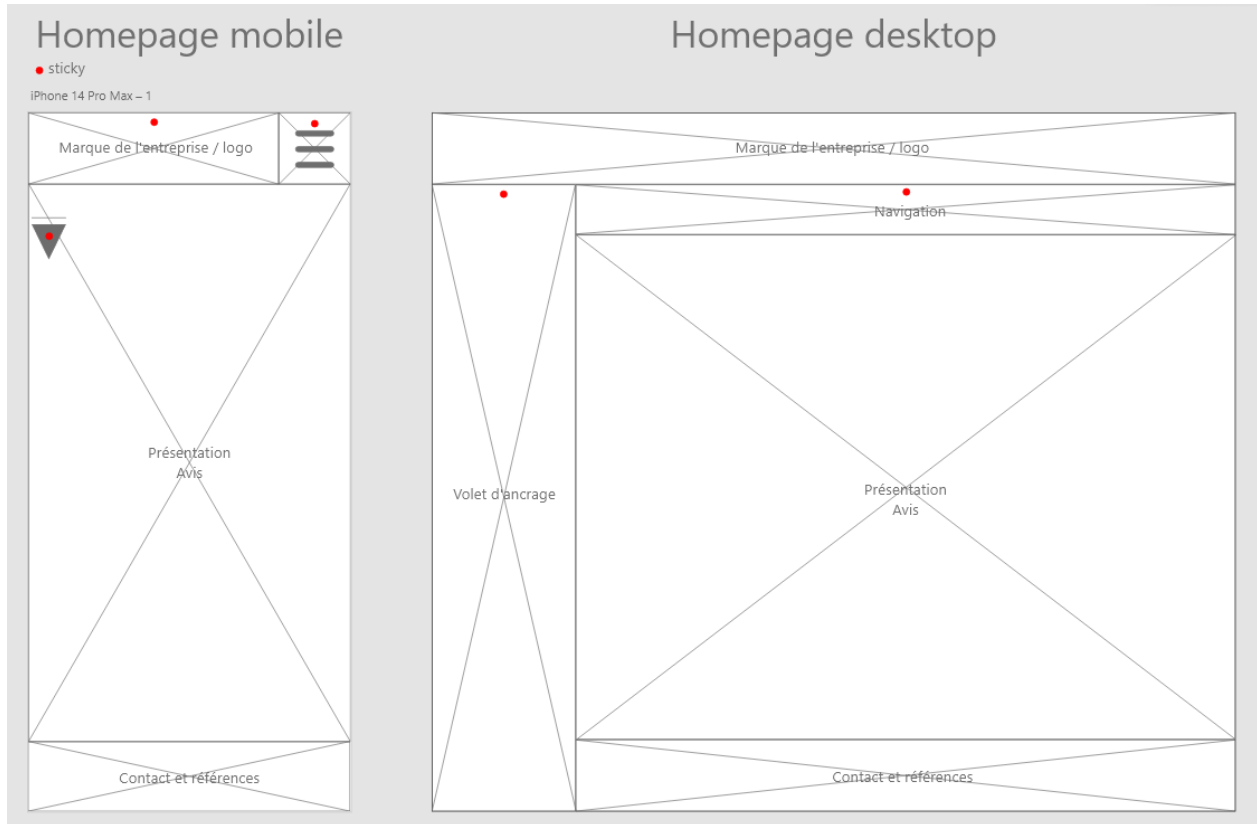 Homepage mobile
sticky
iPhone 14 Pro Max – 1
Marque de l'entreprise / logo
Présentation
Avis
Contact et références
Homepage desktop
Marque de l'entreprise / logo
Navigation
Volet d'ancrage
Présentation
Avis
Contact et références